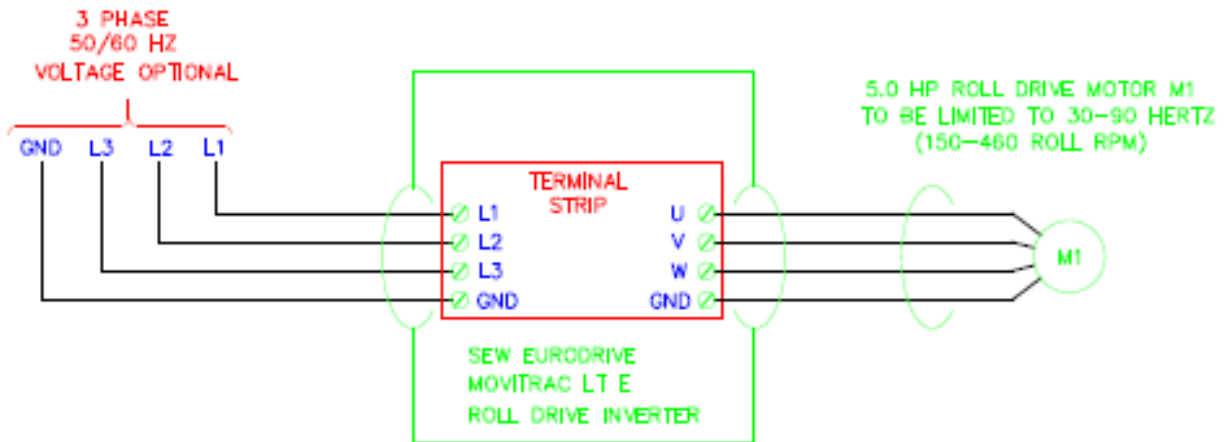 3 PHASE
50/60 HZ
VOLTAGE OPTIONAL
GND L3 L2 L1
TERMINAL
STRIP
L1 U
L2 V
L3 W
GND GND
SEW EURODRIVE
MOVITRAC LT E
ROLL DRIVE INVERTER
5.0 HP ROLL DRIVE MOTOR M1
TO BE LIMITED TO 30-90 HERTZ
(150-460 ROLL RPM)
M1